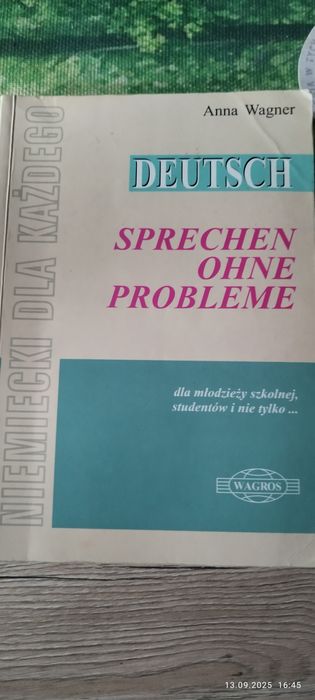 Anna Wagner
DEUTSCH
SPRECHEN
OHNE
PROBLEME
NIEMIECKI DLA KAŻDEGO
dla młodzieży szkolnej,
studentów i nie tylko ...
WAGROS
13.09.2025 16:45